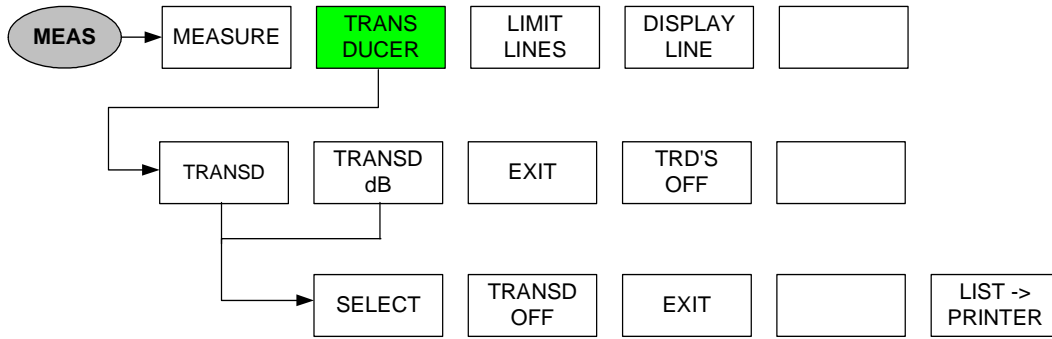 MEAS
MEASURE
TRANS
DUCER
LIMIT
LINES
DISPLAY
LINE
TRANSD
TRANSD
dB
EXIT
TRD'S
OFF
SELECT
TRANSD
OFF
EXIT
LIST ->
PRINTER